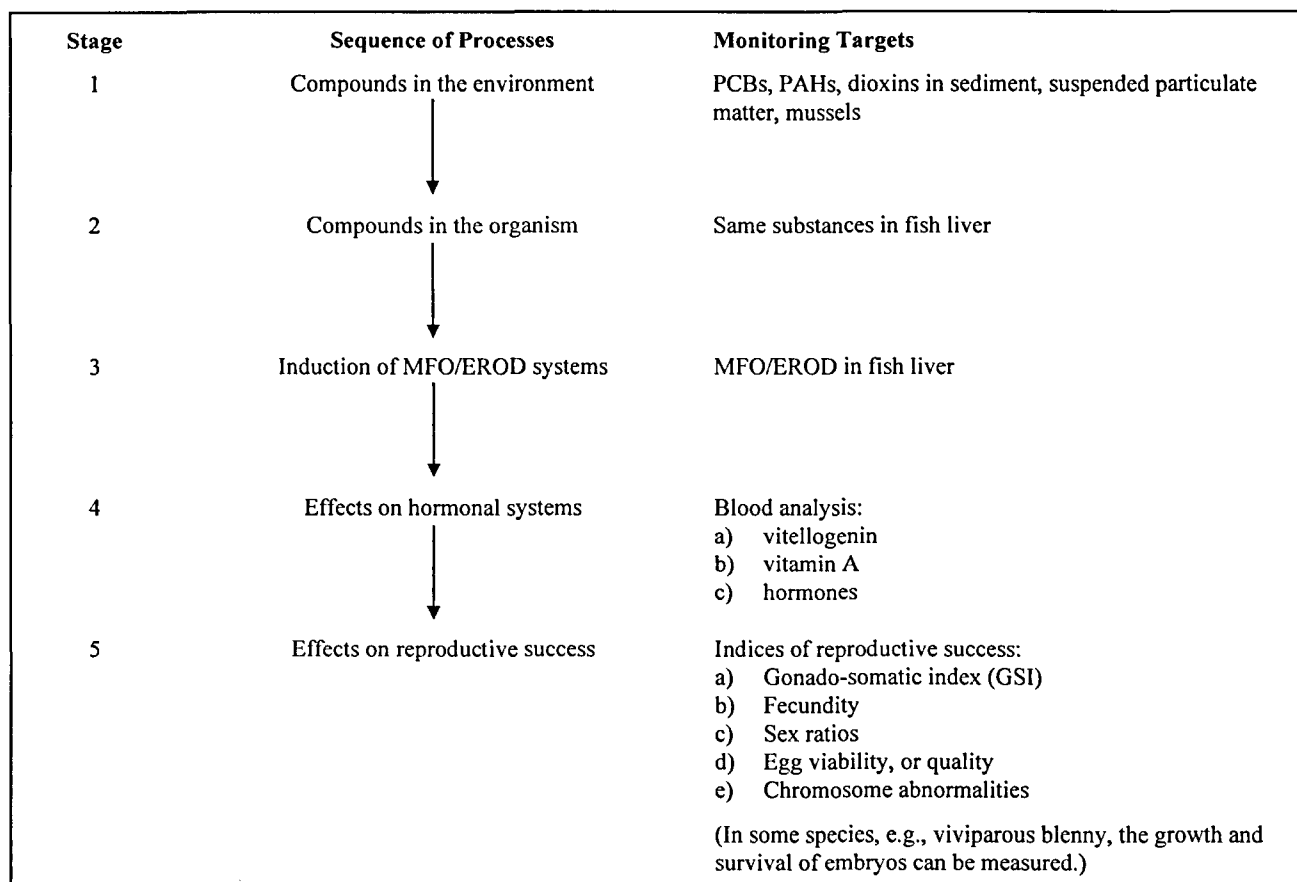 Stage Sequence of Processes Monitoring Targets
1 Compounds in the environment PCBs, PAHs, dioxins in sediment, suspended particulate
matter, mussels
2 Compounds in the organism Same substances in fish liver
3 Induction of MFO/EROD systems MFO/EROD in fish liver
4 Effects on hormonal systems Blood analysis:
a) vitellogenin
b) vitamin A
c) hormones
5 Effects on reproductive success Indices of reproductive success:
a) Gonado-somatic index (GSI)
b) Fecundity
c) Sex ratios
d) Egg viability, or quality
e) Chromosome abnormalities
(In some species, e.g., viviparous blenny, the growth and
survival of embryos can be measured.)